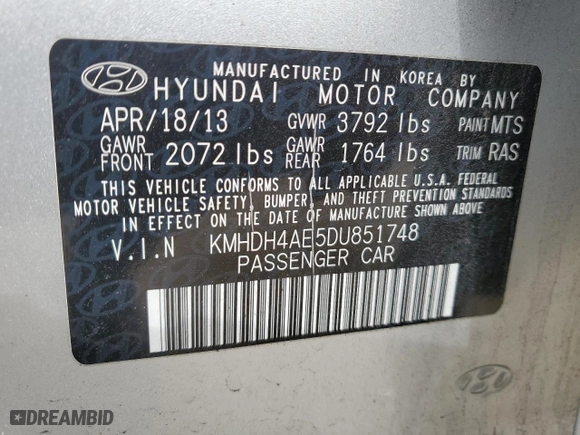 MANUFACTURED IN KOREA BY
HYUNDAI MOTOR COMPANY
APR/18/13 GVWR 3792 lbs PAINT MTS
GAWR FRONT 2072 lbs GAWR REAR 1764 lbs TRIM RAS
THIS VEHICLE CONFORMS TO ALL APPLICABLE U.S.A. FEDERAL
MOTOR VEHICLE SAFETY, BUMPER, AND THEFT PREVENTION STANDARDS
IN EFFECT ON THE DATE OF MANUFACTURE SHOWN ABOVE.
V.I.N KMHDH4AE5DU851748
PASSENGER CAR
DREAMBID